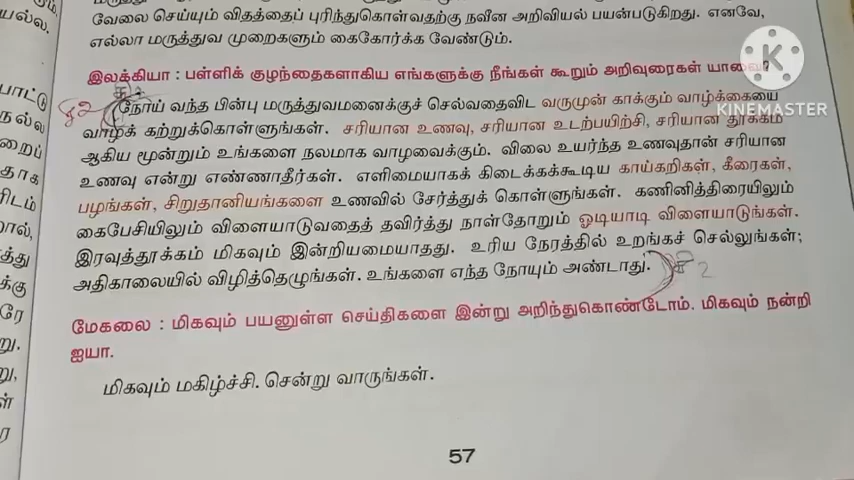 வேலை செய்யும் விதத்தைப் புரிந்துகொள்வதற்கு நவீன அறிவியல் பயன்படுகிறது. எனவே,
எல்லா மருத்துவ முறைகளும் கைகோர்க்க வேண்டும்.
இலக்கியா : பள்ளிக் குழந்தைகளாகிய எங்களுக்கு நீங்கள் கூறும் அறிவுரைகள் யாவை?
நோய் வந்த பின்பு மருத்துவமனைக்குச் செல்வதைவிட வருமுன் காக்கும் வாழ்க்கையை
வாழக் கற்றுக்கொள்ளுங்கள். சரியான உணவு, சரியான உடற்பயிற்சி, சரியான தூக்கம்
ஆகிய மூன்றும் உங்களை நலமாக வாழவைக்கும். விலை உயர்ந்த உணவுதான் சரியான
உணவு என்று எண்ணாதீர்கள். எளிமையாகக் கிடைக்கக்கூடிய காய்கறிகள், கீரைகள்,
பழங்கள், சிறுதானியங்களை உணவில் சேர்த்துக் கொள்ளுங்கள். கணினித்திரையிலும்
கைபேசியிலும் விளையாடுவதைத் தவிர்த்து நாள்தோறும் ஓடியாடி விளையாடுங்கள்.
இரவுத்தூக்கம் மிகவும் இன்றியமையாதது. உரிய நேரத்தில் உறங்கச் செல்லுங்கள்;
அதிகாலையில் விழித்தெழுங்கள். உங்களை எந்த நோயும் அண்டாது.
மேகலை : மிகவும் பயனுள்ள செய்திகளை இன்று அறிந்துகொண்டோம். மிகவும் நன்றி
ஐயா.
மிகவும் மகிழ்ச்சி. சென்று வாருங்கள்.
57
KINEMASTER